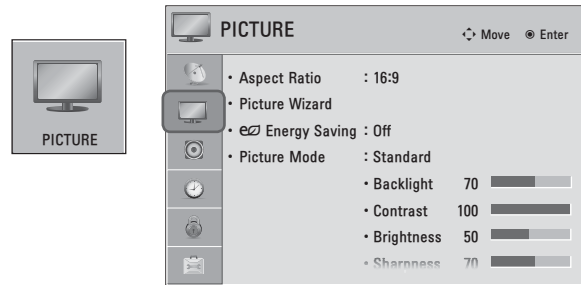 PICTURE
PICTURE
Move Enter
• Aspect Ratio : 16:9
• Picture Wizard
• Energy Saving : Off
• Picture Mode : Standard
• Backlight 70
• Contrast 100
• Brightness 50
• Sharpness 70